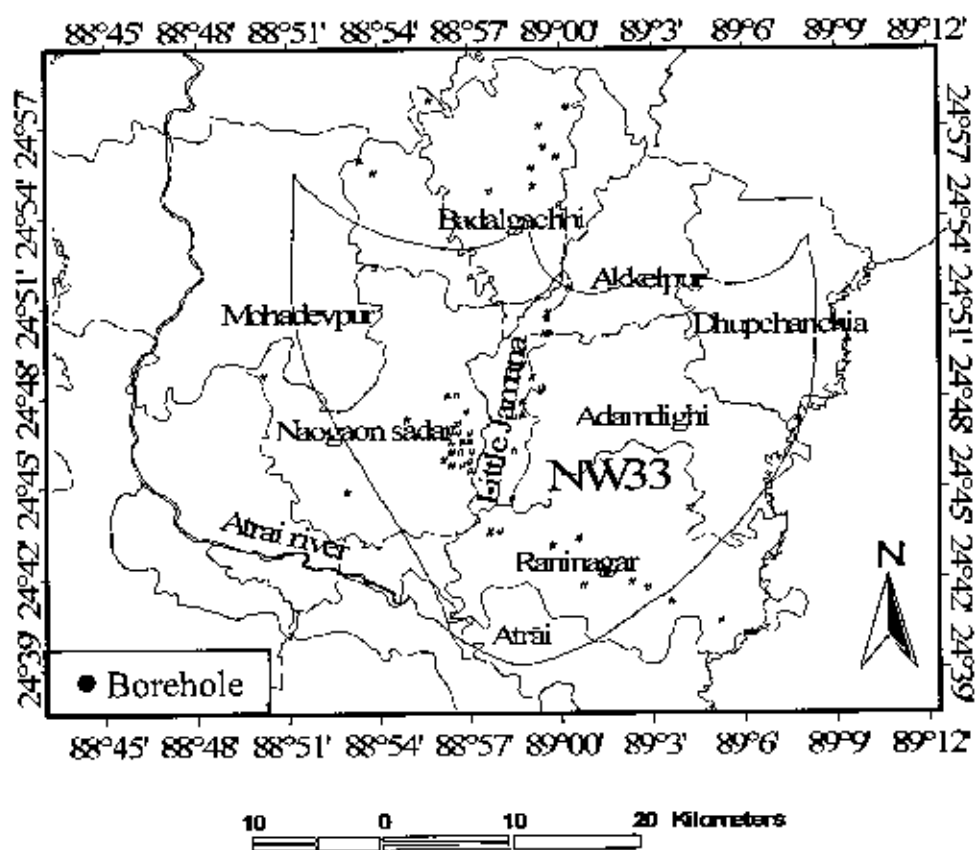 88°45' 88°48' 88°51' 88°54' 88°57' 89°00' 89°3' 89°6' 89°9' 89°12'
24°57' 24°57'
24°54' 24°54'
Badalgachhi
Akkelpur
24°51' 24°51'
Mohadevpur
Dhupchanchia
24°48' 24°48'
Little Jamuna
Adamdighi
Naogaon sadar
NW33
24°45' 24°45'
Atrai river
24°42' 24°42'
Raninagar
N
Atrai
24°39' 24°39'
Borehole
88°45' 88°48' 88°51' 88°54' 88°57' 89°00' 89°3' 89°6' 89°9' 89°12'
10 0 10 20 Kilometers